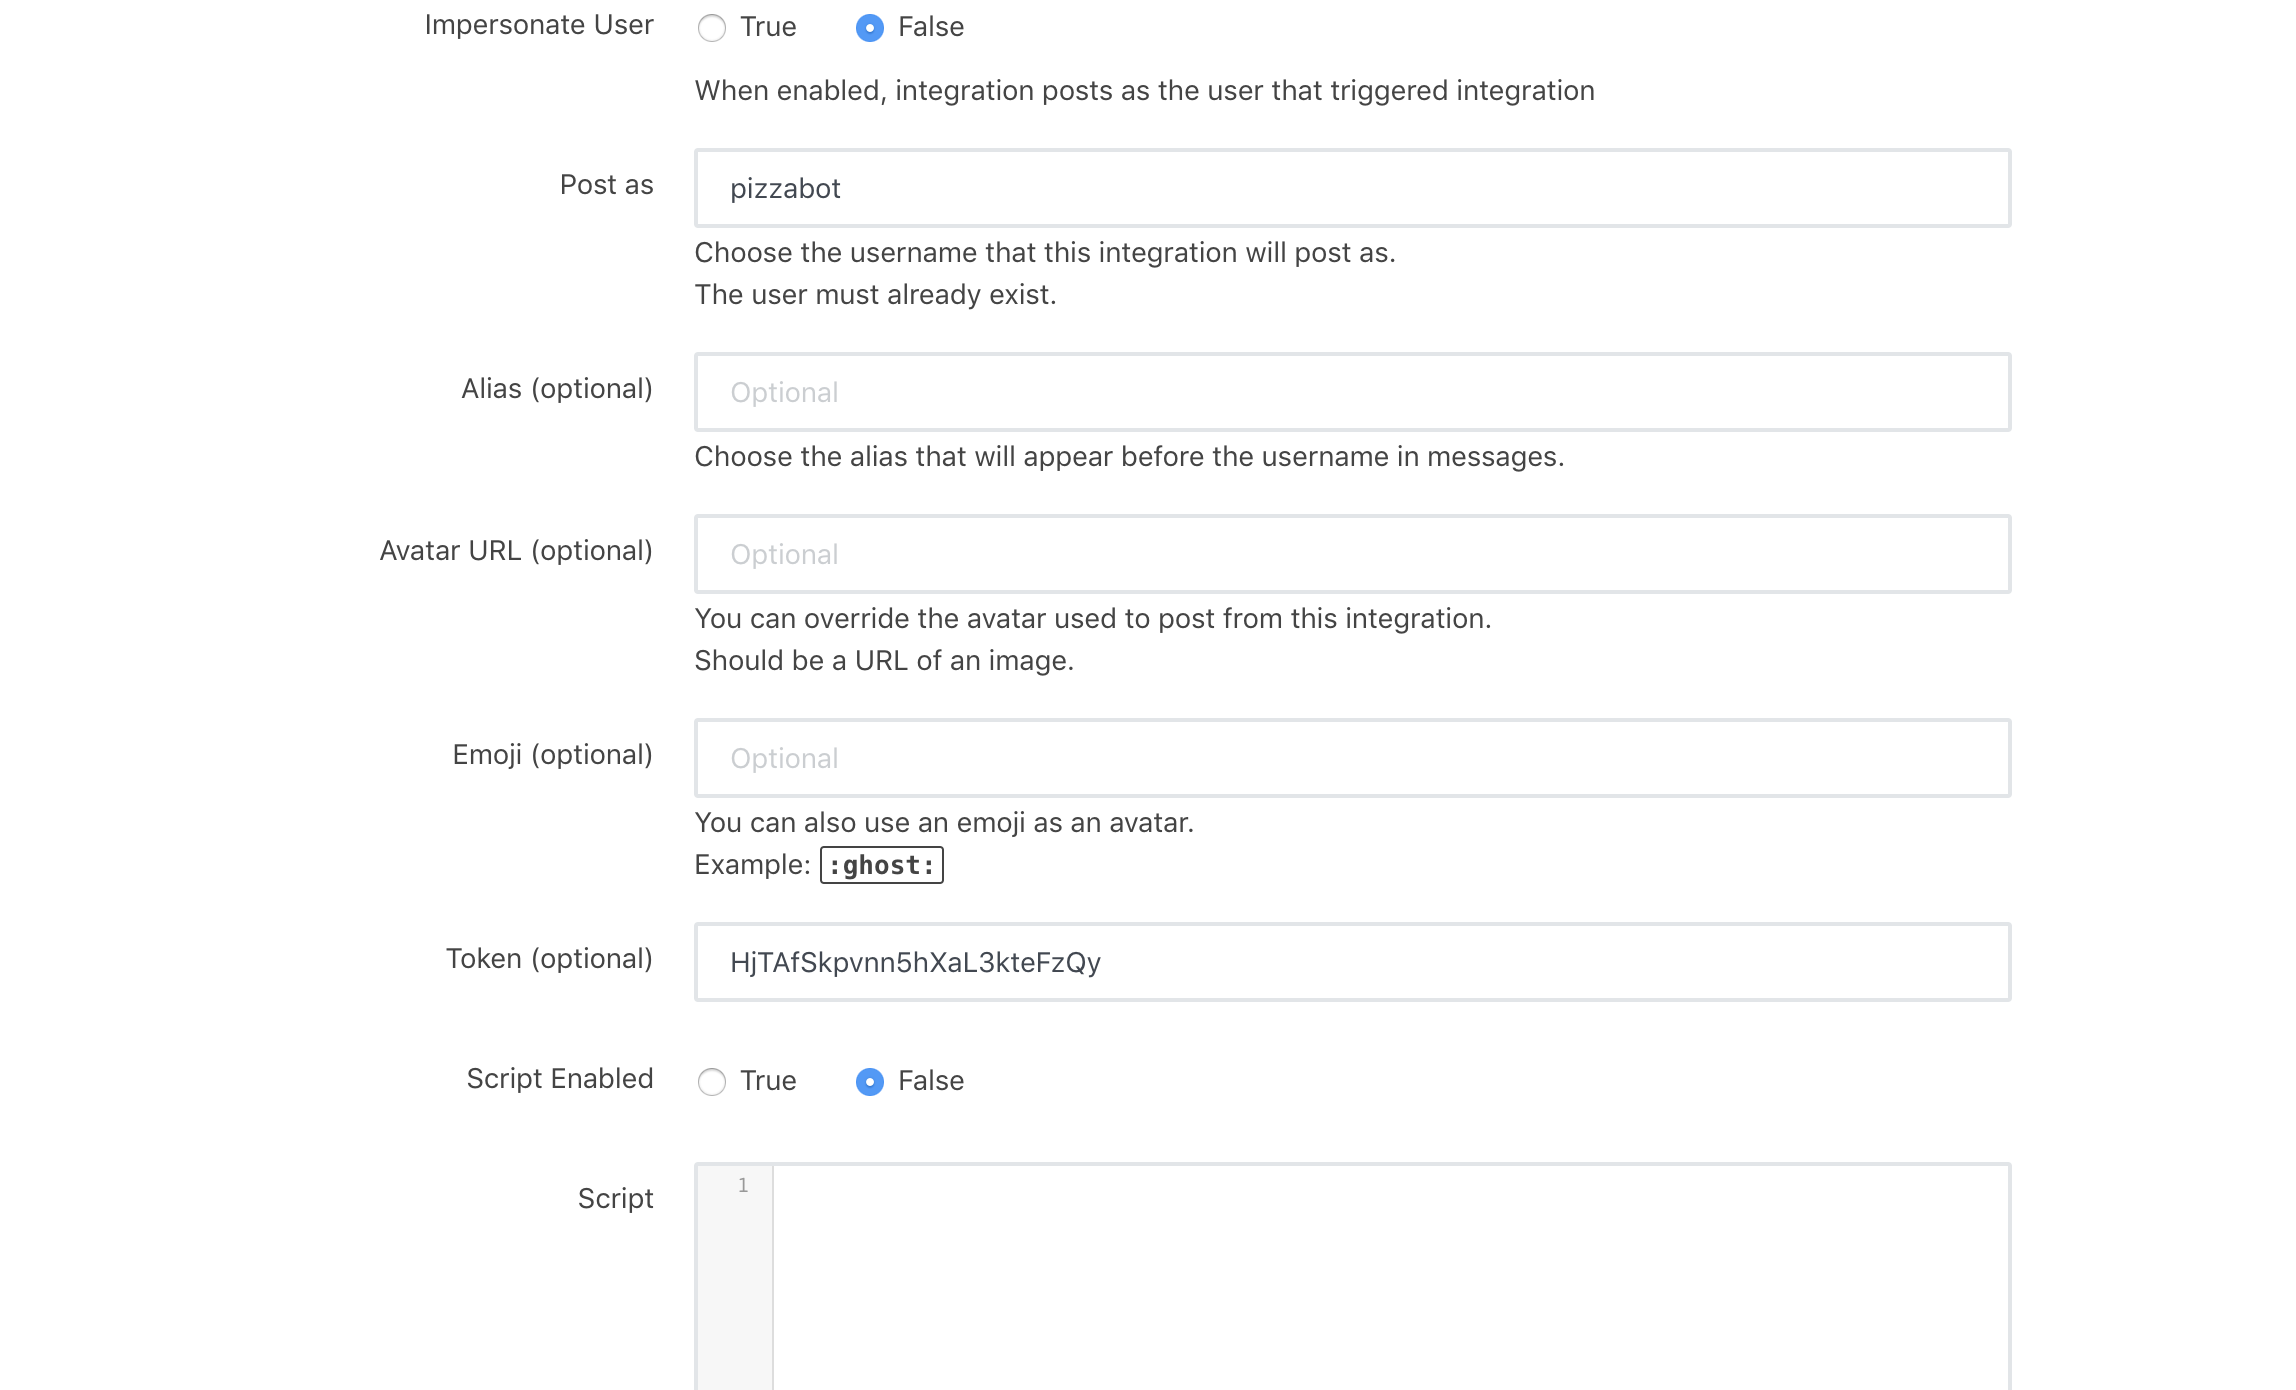 Impersonate User True False
When enabled, integration posts as the user that triggered integration
Post as pizzabot
Choose the username that this integration will post as.
The user must already exist.
Alias (optional) Optional
Choose the alias that will appear before the username in messages.
Avatar URL (optional) Optional
You can override the avatar used to post from this integration.
Should be a URL of an image.
Emoji (optional) Optional
You can also use an emoji as an avatar.
Example: :ghost:
Token (optional) HjTAfSkpvnn5hXaL3kteFzQy
Script Enabled True False
Script 1